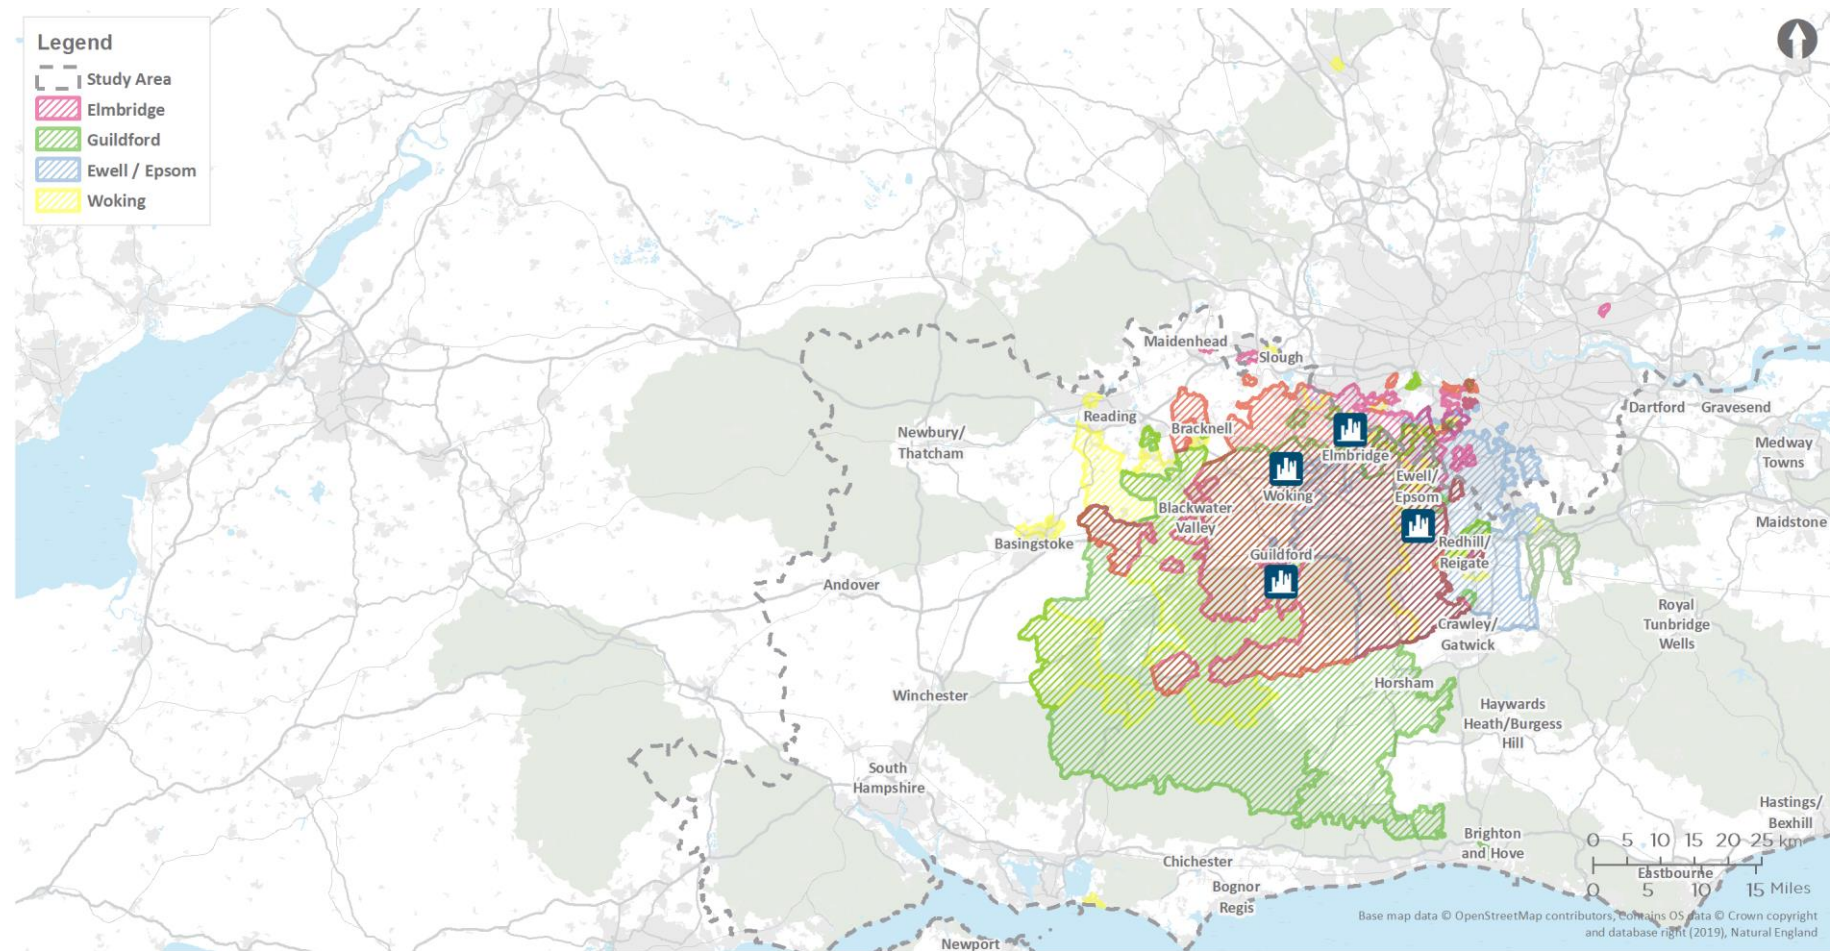 Legend
Study Area
Elmbridge
Guildford
Ewell / Epsom
Woking
Maidenhead
Slough
Reading
Bracknell
Dartford
Gravesend
Newbury/
Thatcham
Medway
Towns
Elmbridge
Ewell/
Epsom
Woking
Blackwater
Valley
Maidstone
Basingstoke
Redhill/
Reigate
Guildford
Andover
Royal
Tunbridge
Wells
Crawley/
Gatwick
Winchester
Horsham
Haywards
Heath/Burgess
Hill
South
Hampshire
Hastings/
Bexhill
Brighton
and Hove
Chichester
Bognor
Regis
Eastbourne
Newport
0 5 10 15 20 25 km
0 5 10 15 Miles
Base map data © OpenStreetMap contributors, Contains OS data © Crown copyright
and database right (2019), Natural England